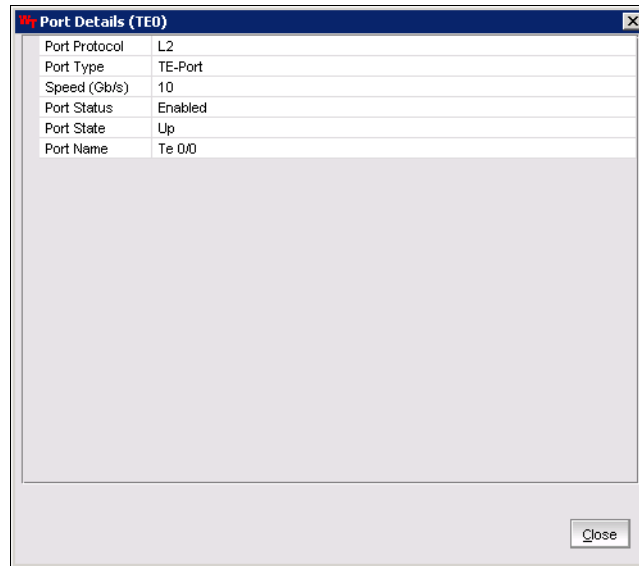 WT Port Details (TE0)
Port Protocol L2
Port Type TE-Port
Speed (Gb/s) 10
Port Status Enabled
Port State Up
Port Name Te 0/0
Close